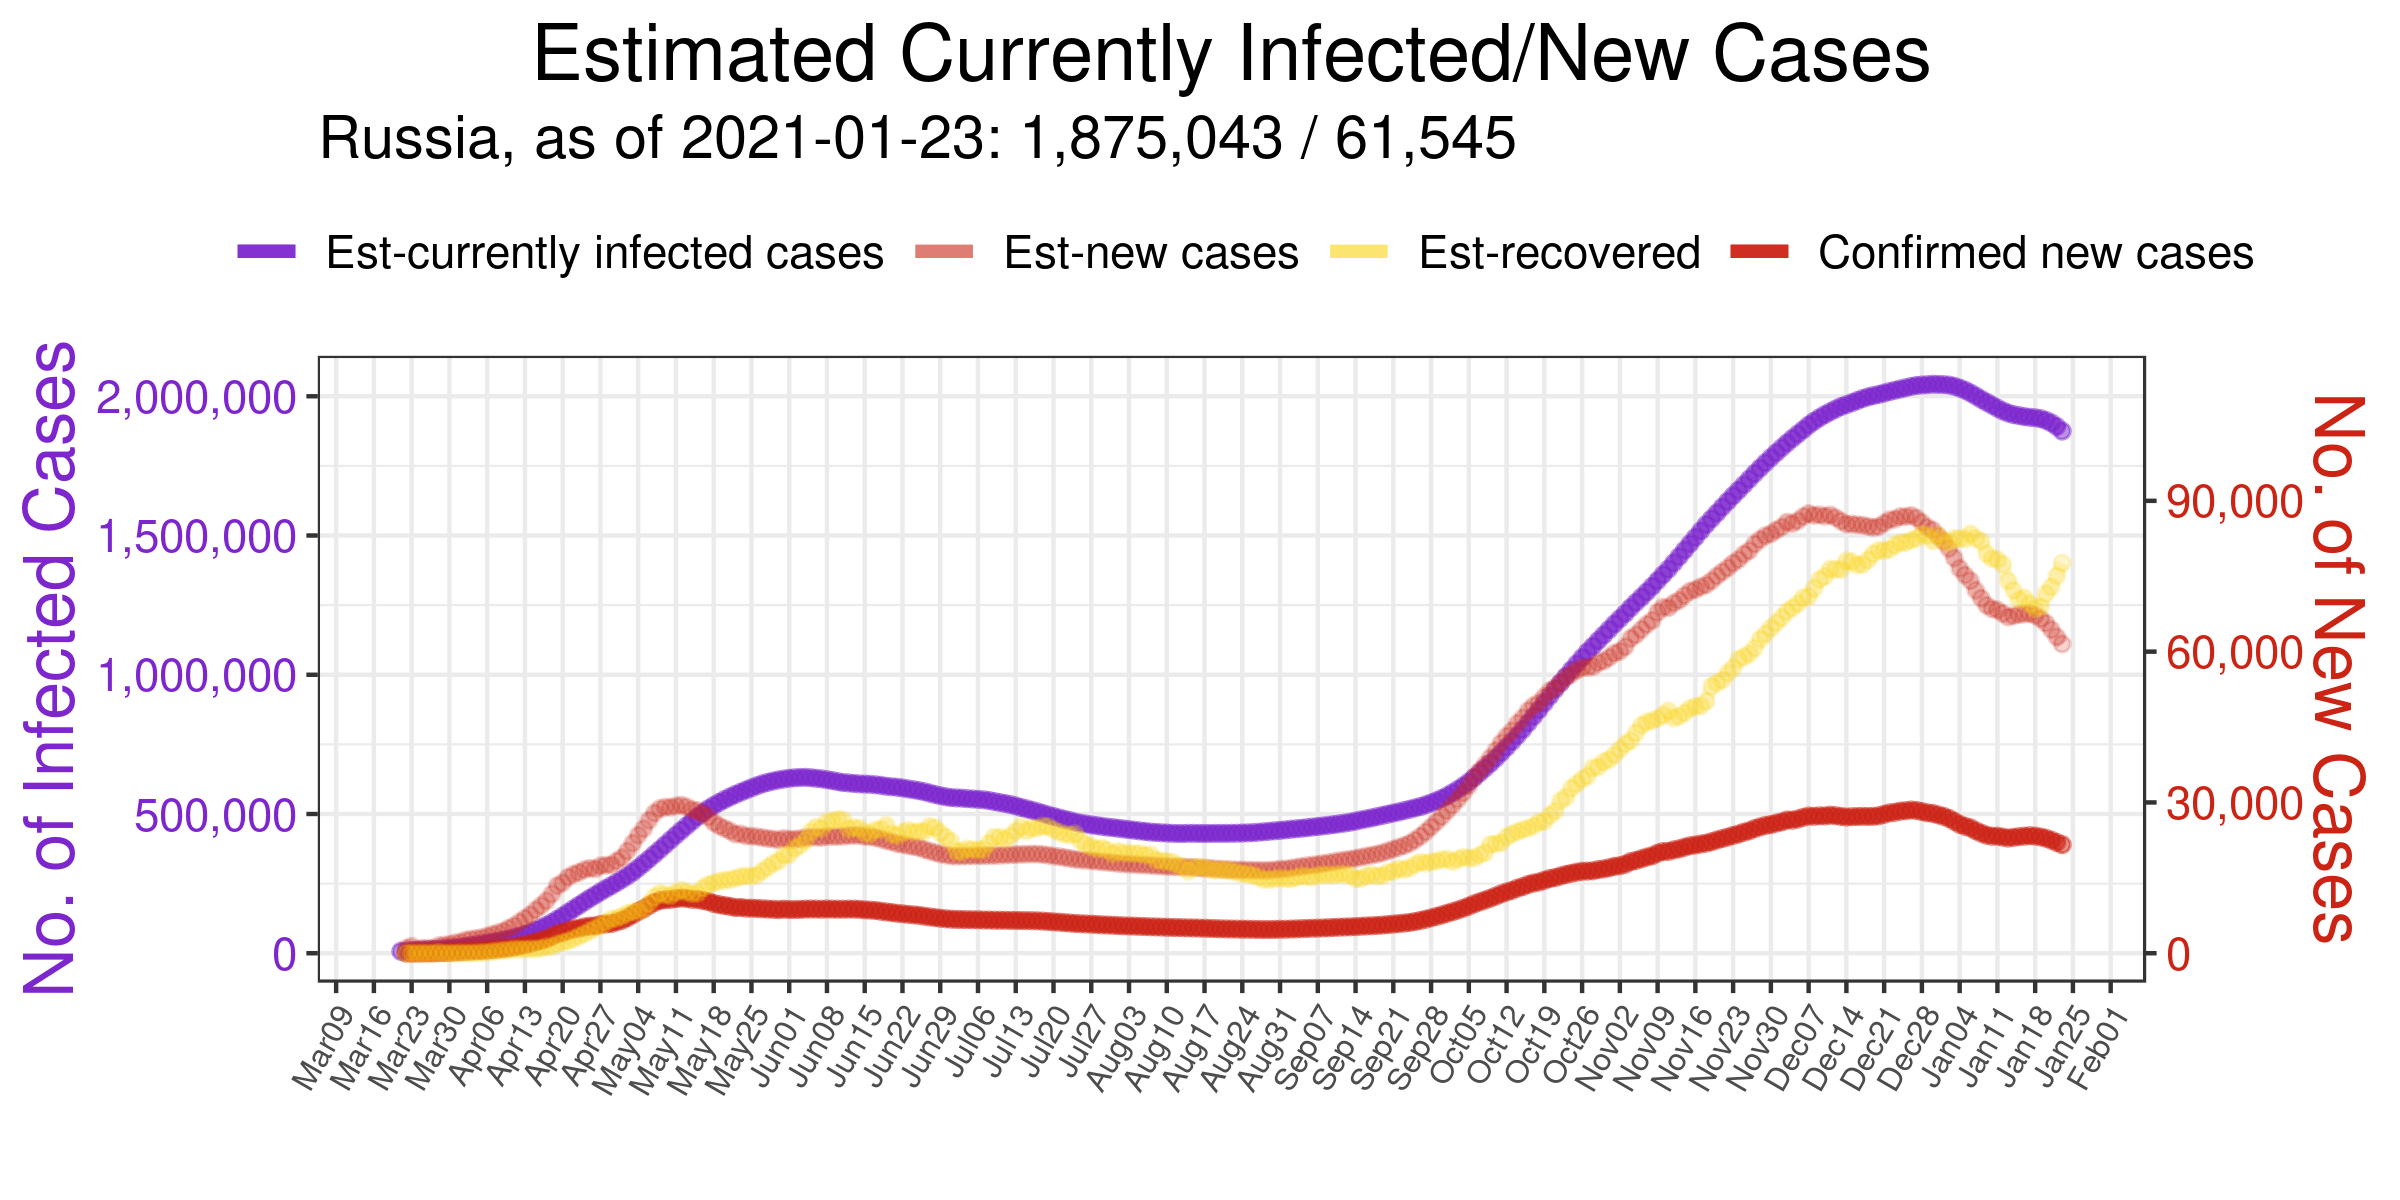 Estimated Currently Infected/New Cases
Russia, as of 2021-01-23: 1,875,043 / 61,545
Est-currently infected cases Est-new cases Est-recovered Confirmed new cases
No. of Infected Cases
2,000,000
1,500,000
1,000,000
500,000
0
No. of New Cases
90,000
60,000
30,000
0
Mar09 Mar16 Mar23 Mar30 Apr06 Apr13 Apr20 Apr27 May04 May11 May18 May25 Jun01 Jun08 Jun15 Jun22 Jun29 Jul06 Jul13 Jul20 Jul27 Aug03 Aug10 Aug17 Aug24 Aug31 Sep07 Sep14 Sep21 Sep28 Oct05 Oct12 Oct19 Oct26 Nov02 Nov09 Nov16 Nov23 Nov30 Dec07 Dec14 Dec21 Dec28 Jan04 Jan11 Jan18 Jan25 Feb01